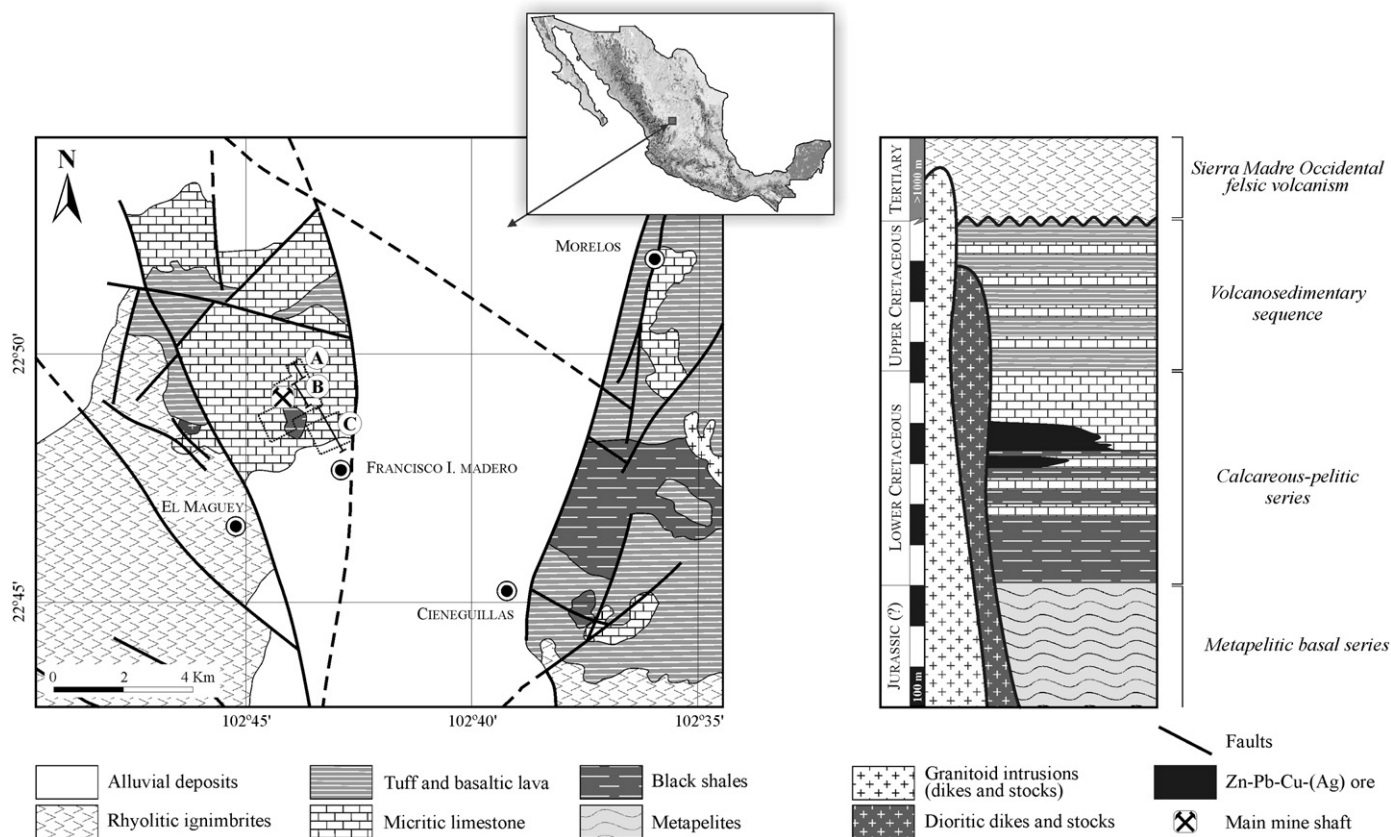 N
MORELOS
A
B
C
FRANCISCO I. MADERO
EL MAGUEY
CIENEGUILLAS
22°50'
22°45'
0 2 4 Km
102°45' 102°40' 102°35'
TERTIARY
>1000 m
UPPER CRETACEOUS
LOWER CRETACEOUS
JURASSIC (?)
100 m
Sierra Madre Occidental
felsic volcanism
Volcanosedimentary
sequence
Calcareous-pelitic
series
Metapelitic basal series
Alluvial deposits
Rhyolitic ignimbrites
Tuff and basaltic lava
Micritic limestone
Black shales
Metapelites
Granitoid intrusions
(dikes and stocks)
Dioritic dikes and stocks
Faults
Zn-Pb-Cu-(Ag) ore
Main mine shaft